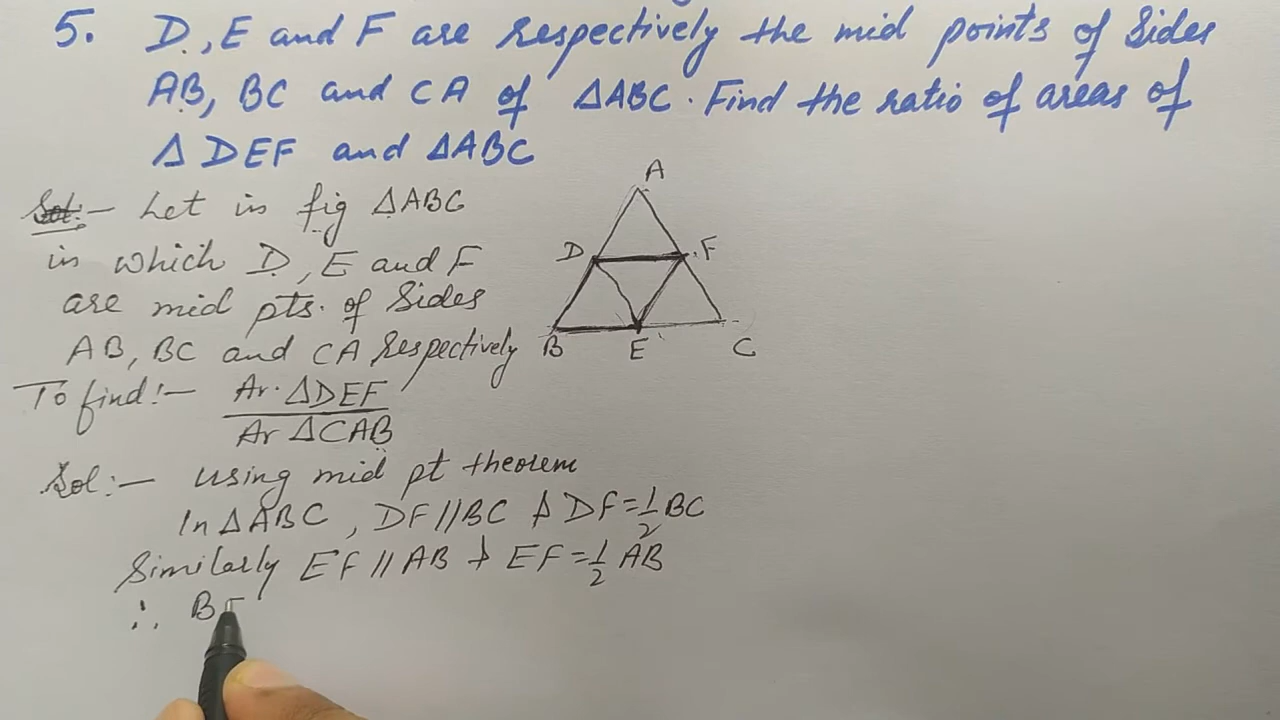 5. D, E and F are respectively the mid points of Sides
AB, BC and CA of ΔABC. Find the ratio of areas of
Δ DEF and ΔABC
Sol:- Let in fig ΔABC
in which D, E and F
are mid pts. of Sides
AB, BC and CA respectively
To find:- Ar. ΔDEF
Ar ΔCAB
A
D
F
B
E
C
Sol:- using mid pt theorem
In ΔABC, DF//BC & DF=1/2 BC
Similarly EF // AB & EF=1/2 AB
∴ B